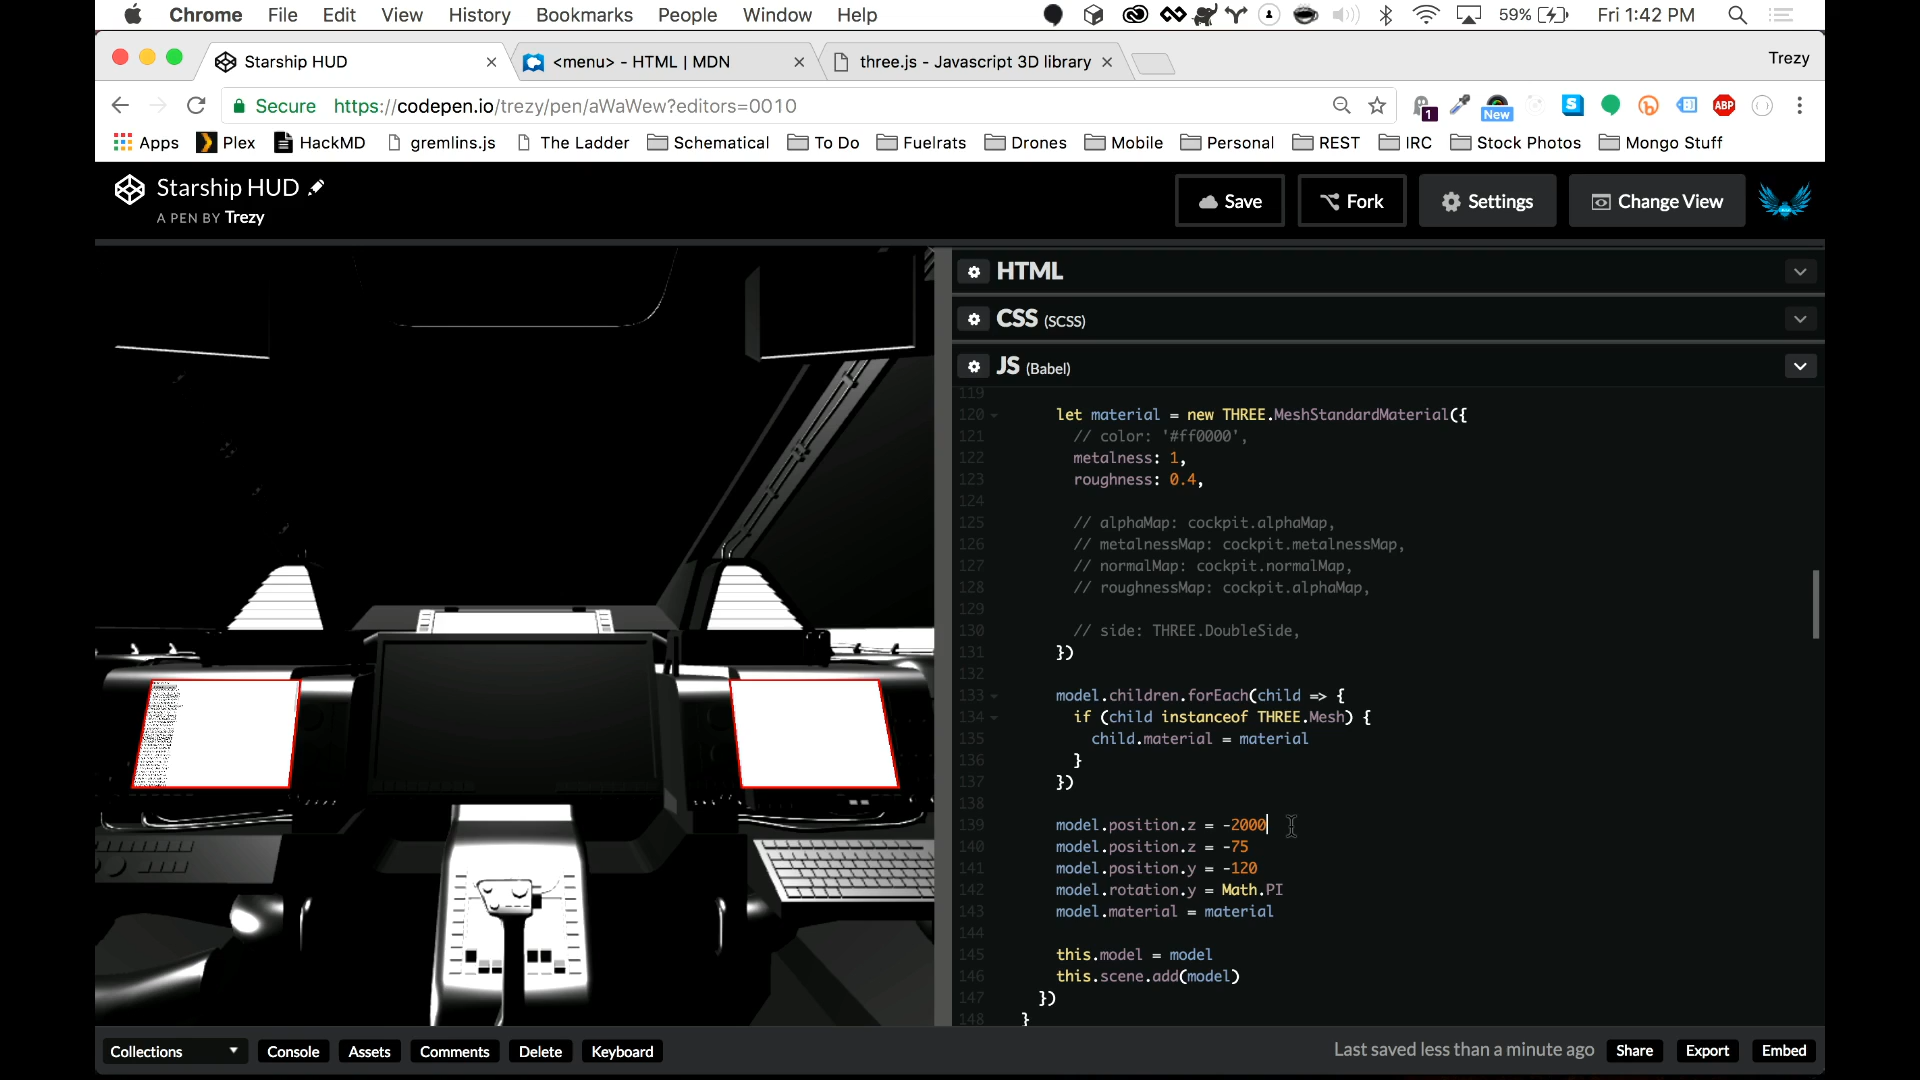 Chrome File Edit View History Bookmarks People Window Help 59% Fri 1:42 PM
Starship HUD <menu> - HTML | MDN three.js - Javascript 3D library Trezy
Secure https://codepen.io/trezy/pen/aWaWew?editors=0010 1 New S ABP
Apps Plex HackMD gremlins.js The Ladder Schematical To Do Fuelrats Drones Mobile Personal REST IRC Stock Photos Mongo Stuff
Starship HUD
A PEN BY Trezy
Save Fork Settings Change View
HTML
CSS (SCSS)
JS (Babel)
119
120 let material = new THREE.MeshStandardMaterial({
121 // color: '#ff0000',
122 metalness: 1,
123 roughness: 0.4,
124
125 // alphaMap: cockpit.alphaMap,
126 // metalnessMap: cockpit.metalnessMap,
127 // normalMap: cockpit.normalMap,
128 // roughnessMap: cockpit.alphaMap,
129
130 // side: THREE.DoubleSide,
131 })
132
133 model.children.forEach(child => {
134 if (child instanceof THREE.Mesh) {
135 child.material = material
136 }
137 })
138
139 model.position.z = -2000
140 model.position.z = -75
141 model.position.y = -120
142 model.rotation.y = Math.PI
143 model.material = material
144
145 this.model = model
146 this.scene.add(model)
147 })
148 }
Collections Console Assets Comments Delete Keyboard Last saved less than a minute ago Share Export Embed